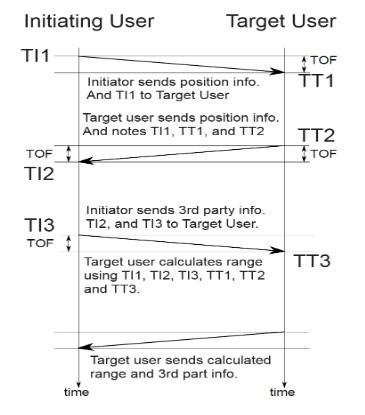 Initiating User Target User
TI1
TOF
TT1
Initiator sends position info.
And TI1 to Target User
Target user sends position info.
And notes TI1, TT1, and TT2
TT2
TOF
TOF
TI2
Initiator sends 3rd party info.
TI2, and TI3 to Target User.
TI3
TOF
Target user calculates range
using TI1, TI2, TI3, TT1, TT2
and TT3.
TT3
Target user sends calculated
range and 3rd part info.
time time